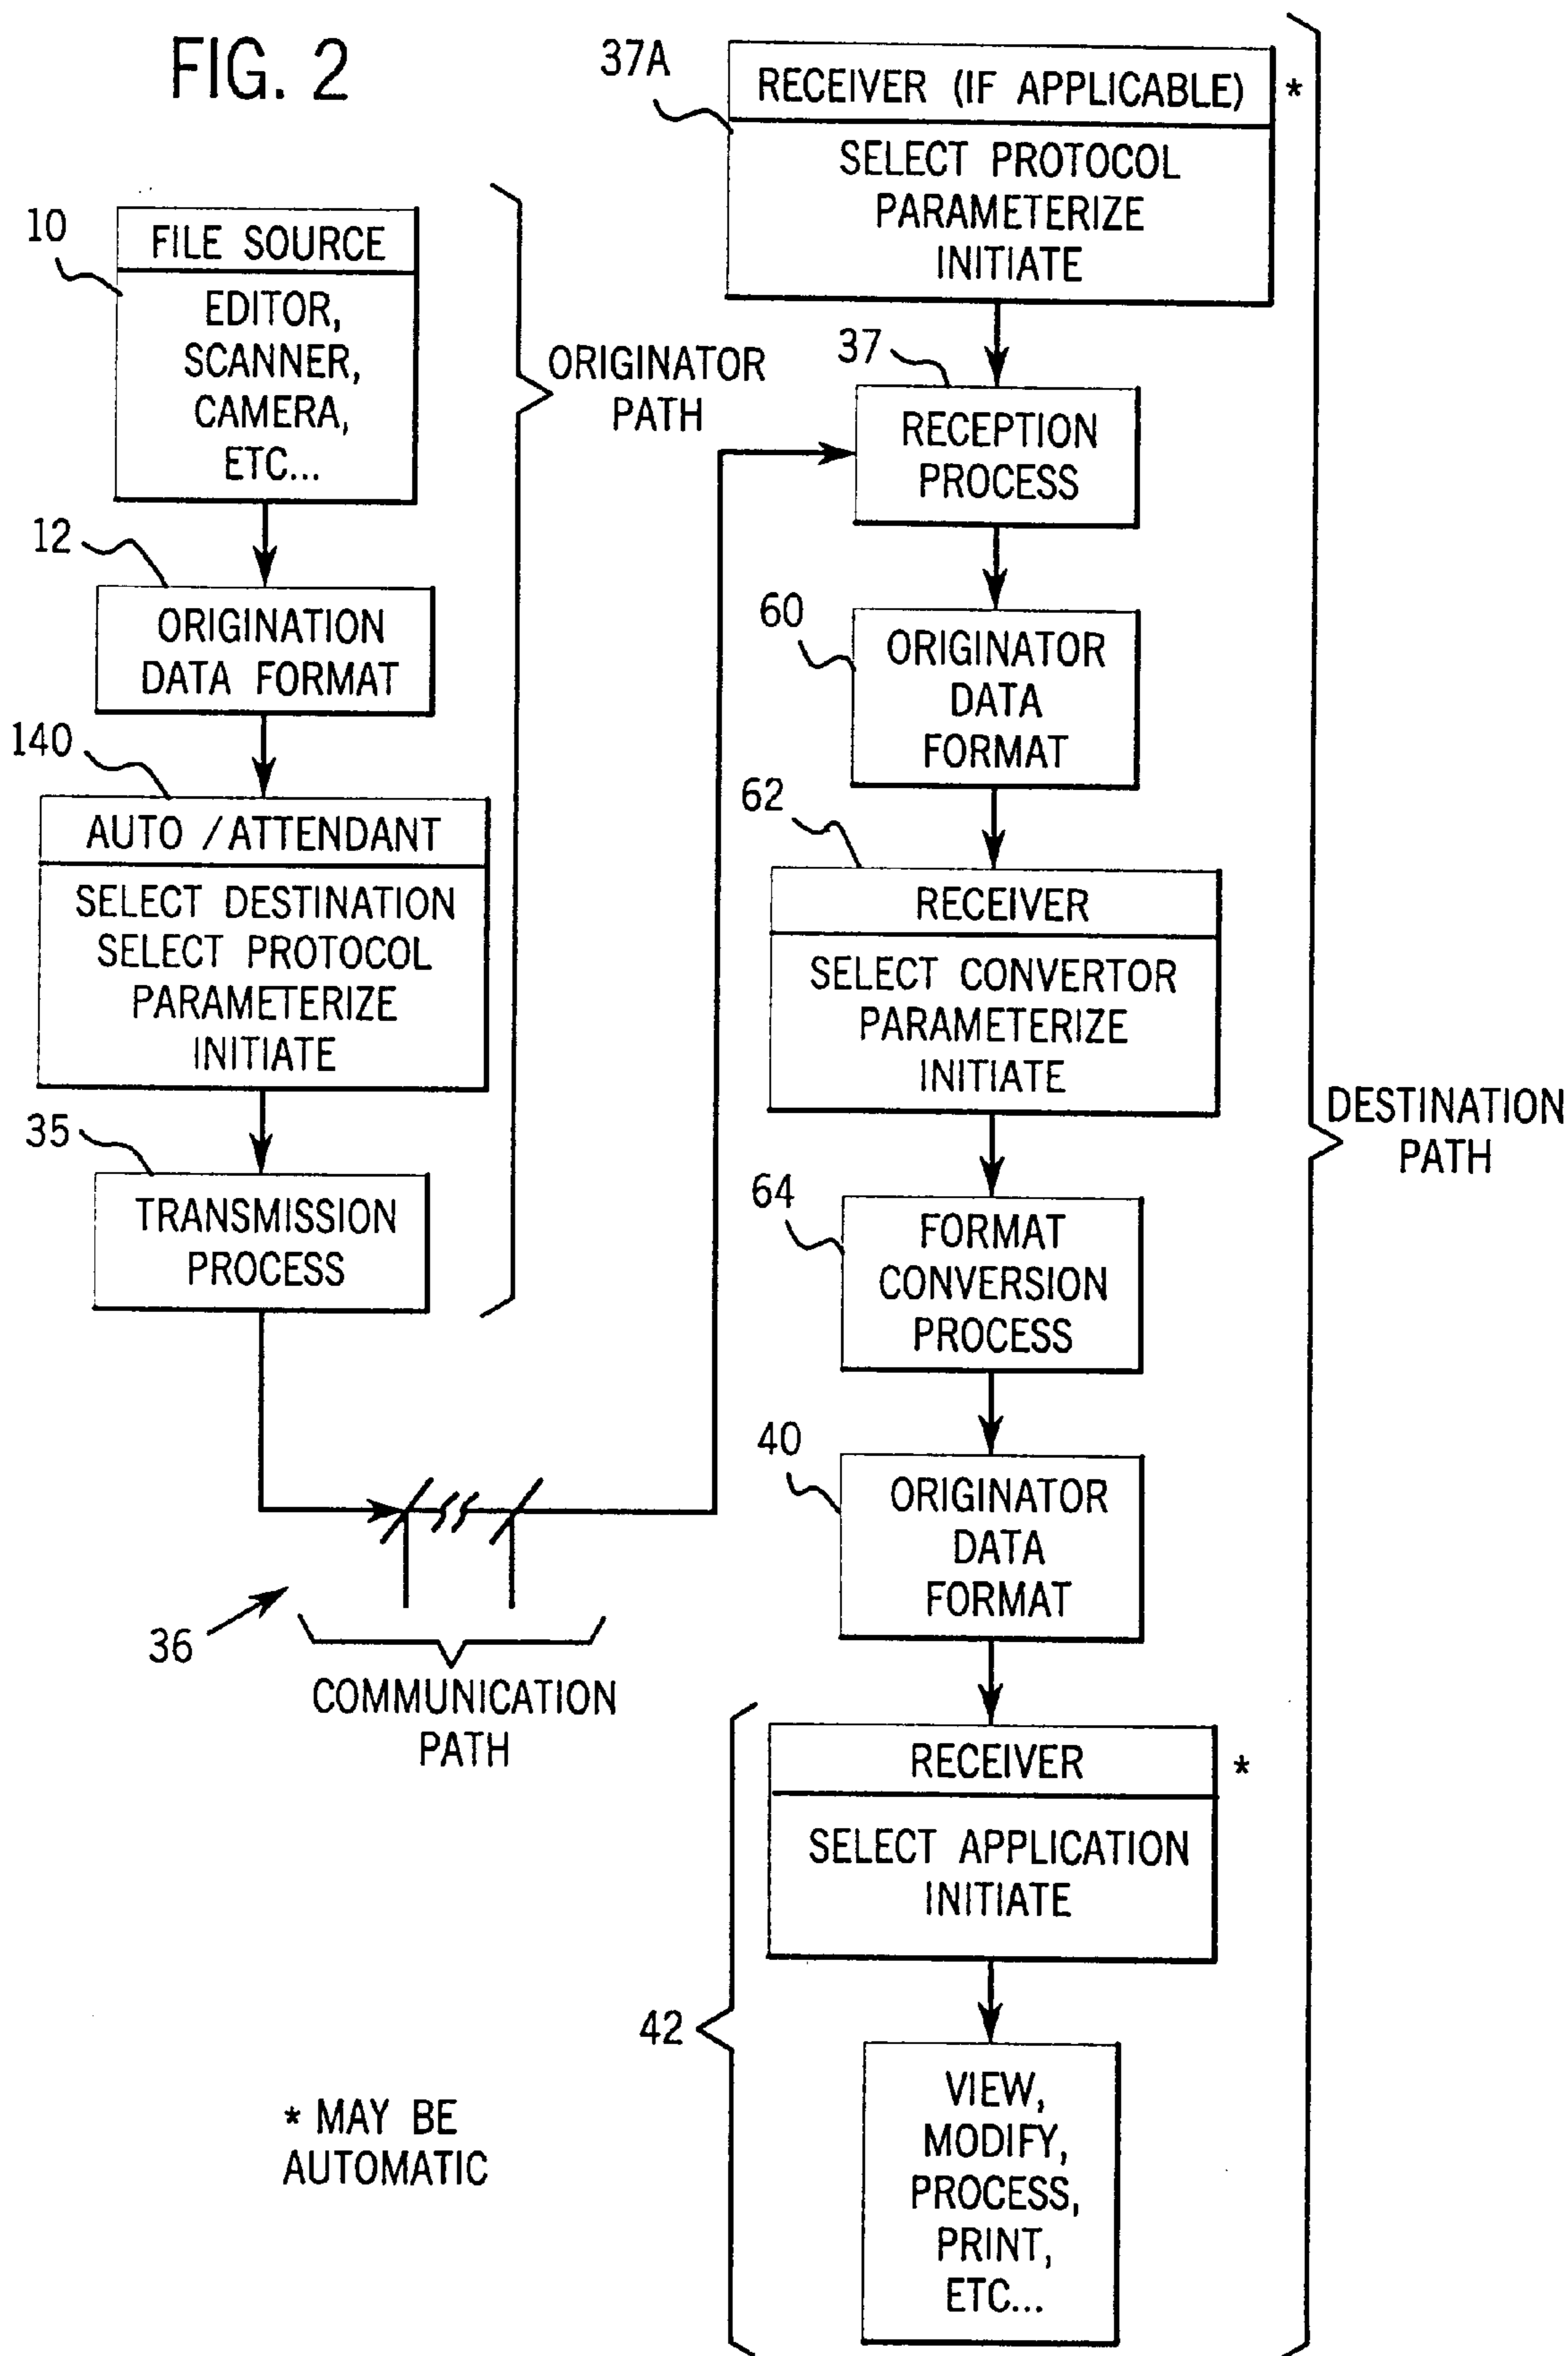 FIG. 2
10
FILE SOURCE
EDITOR,
SCANNER,
CAMERA,
ETC...
12
ORIGINATION
DATA FORMAT
140
AUTO /ATTENDANT
SELECT DESTINATION
SELECT PROTOCOL
PARAMETERIZE
INITIATE
35
TRANSMISSION
PROCESS
ORIGINATOR
PATH
36
COMMUNICATION
PATH
37A
RECEIVER (IF APPLICABLE) *
SELECT PROTOCOL
PARAMETERIZE
INITIATE
37
RECEPTION
PROCESS
60
ORIGINATOR
DATA
FORMAT
62
RECEIVER
SELECT CONVERTOR
PARAMETERIZE
INITIATE
64
FORMAT
CONVERSION
PROCESS
40
ORIGINATOR
DATA
FORMAT
42
RECEIVER *
SELECT APPLICATION
INITIATE
VIEW,
MODIFY,
PROCESS,
PRINT,
ETC...
DESTINATION
PATH
* MAY BE
AUTOMATIC